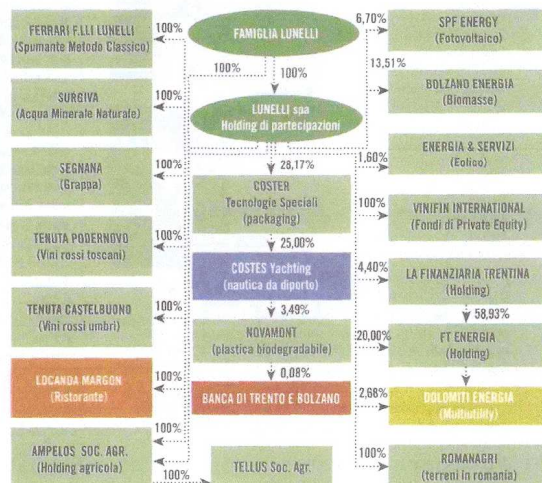 FERRARI F.LLI LUNELLI
(Spumante Metodo Classico)
100%
SURGIVA
(Acqua Minerale Naturale)
100%
SEGNANA
(Grappa)
100%
TENUTA PODERNOVO
(Vini rossi toscani)
100%
TENUTA CASTELBUONO
(Vini rossi umbri)
100%
LOCANDA MARGON
(Ristorante)
100%
AMPELOS SOC. AGR.
(Holding agricola)
100%
100%
TELLUS Soc. Agr.
FAMIGLIA LUNELLI
100%
100%
LUNELLI spa
Holding di partecipazioni
28,17%
COSTER
Tecnologie Speciali
(packaging)
25,00%
COSTES Yachting
(nautica da diporto)
3,49%
NOVAMONT
(plastica biodegradabile)
0,08%
BANCA DI TRENTO E BOLZANO
6,70%
SPF ENERGY
(Fotovoltaico)
13,51%
BOLZANO ENERGIA
(Biomasse)
1,60%
ENERGIA & SERVIZI
(Eolico)
100%
VINIFIN INTERNATIONAL
(Fondi di Private Equity)
4,40%
LA FINANZIARIA TRENTINA
(Holding)
58,93%
20,00%
FT ENERGIA
(Holding)
2,68%
DOLOMITI ENERGIA
(Multiutility)
100%
ROMANAGRI
(terreni in romania)